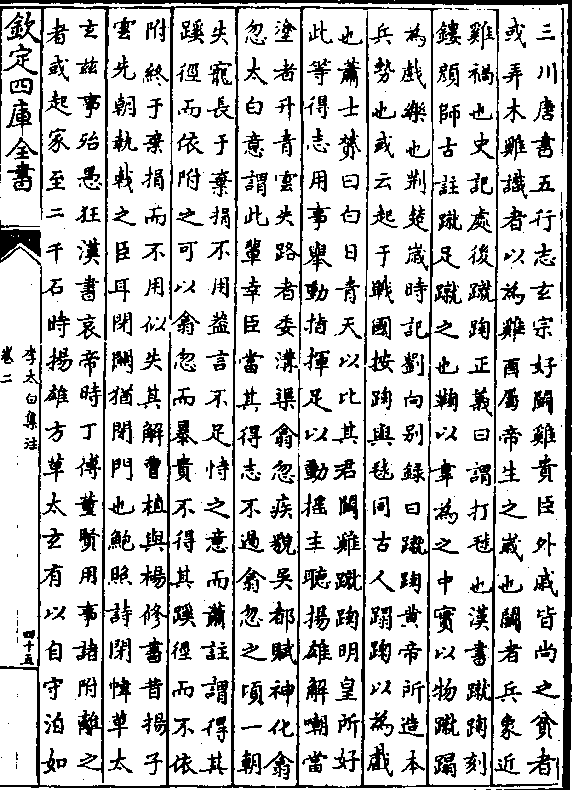 三川唐書五行志玄宗好鬬雞貴臣外戚皆尚之貧者
或弄木雞識者以為雞酉屬帝生之歲也鬬者兵象近
雞禍也史記處後蹴踘正義曰謂打毬也漢書蹴踘刻
鏤顔師古註蹴足蹴之也鞠以韋為之中實以物蹴蹋
為戲樂也荆楚嵗時記劉向别錄曰蹴踘黄帝所造本
兵勢也或云起于戰國按踘與毬同古人蹋踘以為戲
也蕭士贇曰白日青天以比其君鬬雞蹴踘明皇所好
此等得志用事舉動指揮足以動摇主聽揚雄解嘲當
塗者升青雲失路者委溝渠翕忽疾貌吳都賦神化翕
忽太白意謂此輩幸臣當其得志不過翕忽之頃一朝
失寵長于棄捐不用葢言不足恃之意而蕭註謂得其
蹊徑而依附之可以翕忽而暴貴不得其蹊徑而不依
附終于棄捐而不用似失其解曹植與楊修書昔揚子
雲先朝執戟之臣耳閉關猶閉門也鮑照詩閉幃草太
玄兹事殆愚狂漢書哀帝時丁傅董賢用事諸附離之
者或起家至二千石時揚雄方草太玄有以自守泊如
欽定四庫全書
李太白集注
卷二
四十五